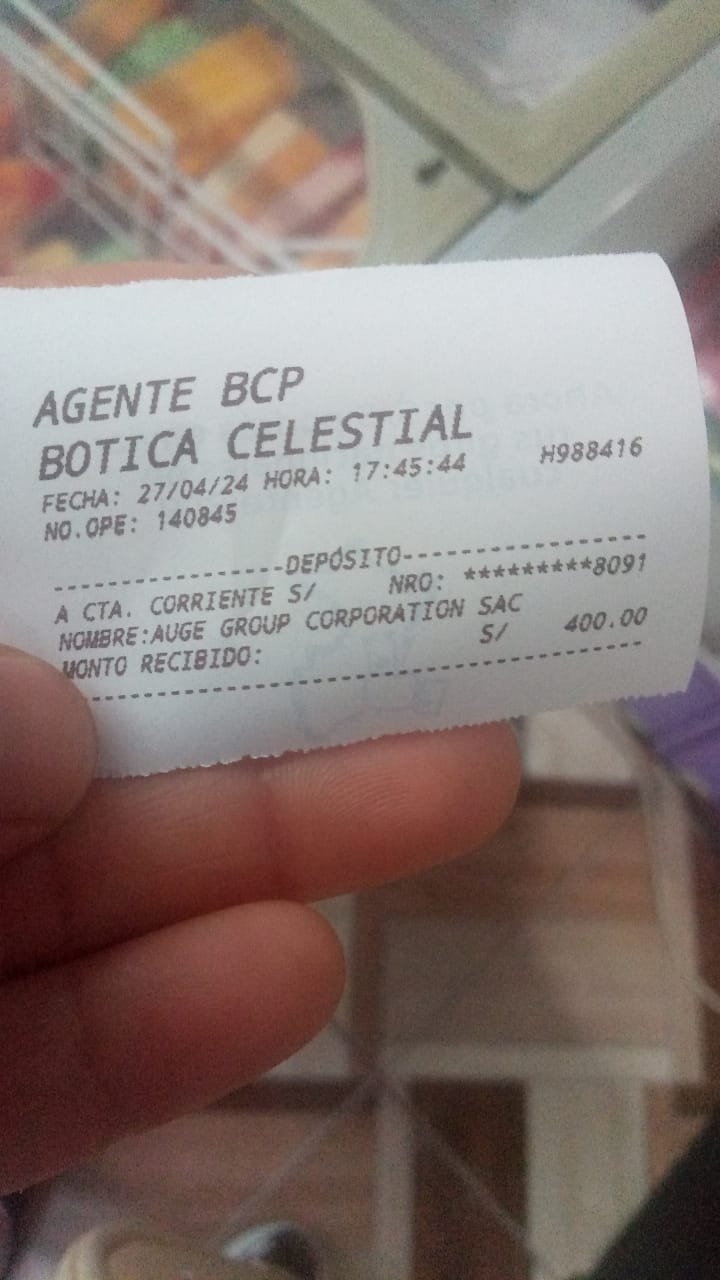 AGENTE BCP
BOTICA CELESTIAL
FECHA: 27/04/24 HORA: 17:45:44 H988416
NO.OPE: 140845
-----------------DEPÓSITO------------------
A CTA. CORRIENTE S/ NRO: *********8091
NOMBRE:AUGE GROUP CORPORATION SAC
MONTO RECIBIDO: S/ 400.00
-------------------------------------------